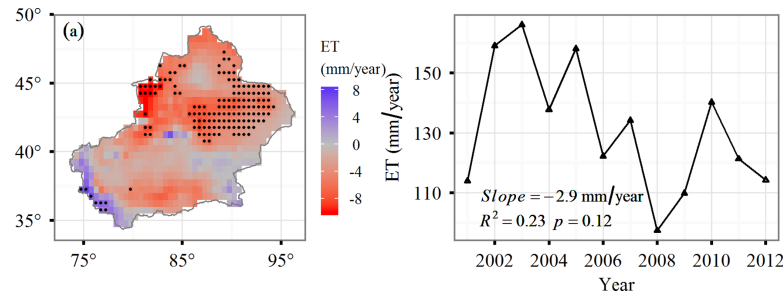 50°
45°
40°
35°
(a)
75
85
95
ET
(mm/year)
8
4
0
-4
-8
ET (mm/year)
150
130
110
Slope = −2.9 mm/year
R² = 0.23 p = 0.12
2002 2004 2006 2008 2010 2012
Year